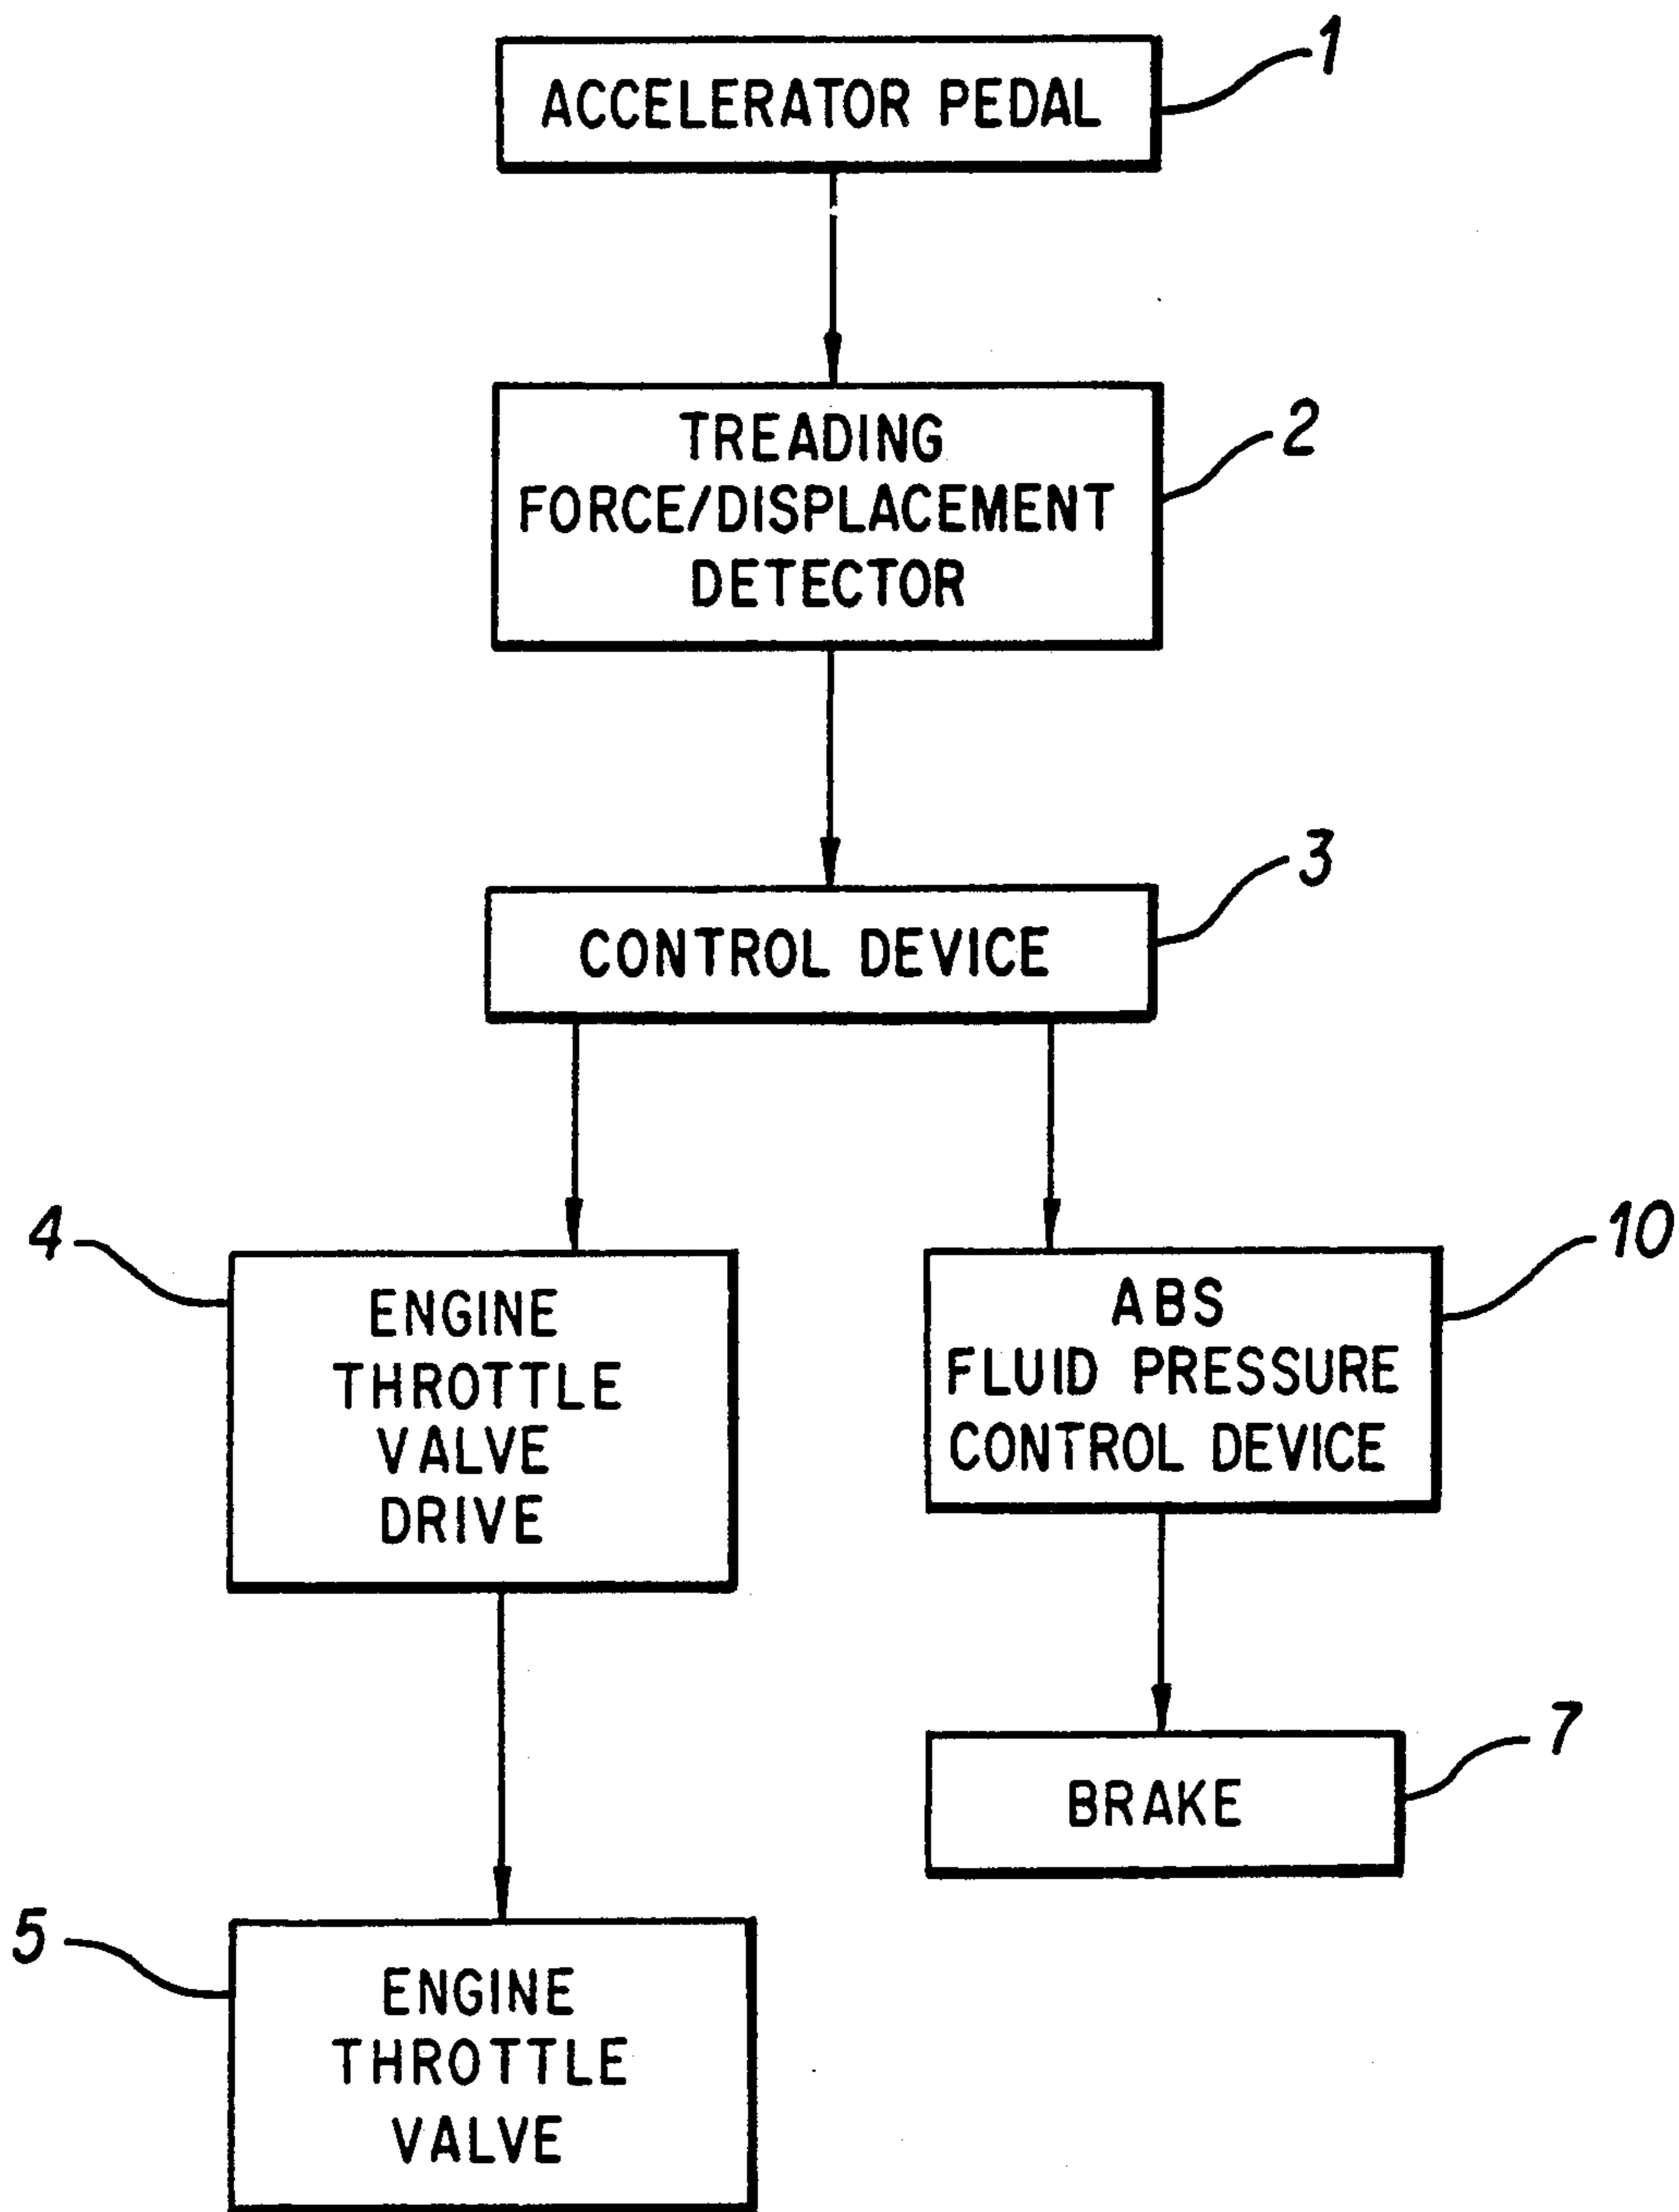 1
ACCELERATOR PEDAL
2
TREADING
FORCE/DISPLACEMENT
DETECTOR
3
CONTROL DEVICE
4
ENGINE
THROTTLE
VALVE
DRIVE
10
ABS
FLUID PRESSURE
CONTROL DEVICE
7
BRAKE
5
ENGINE
THROTTLE
VALVE